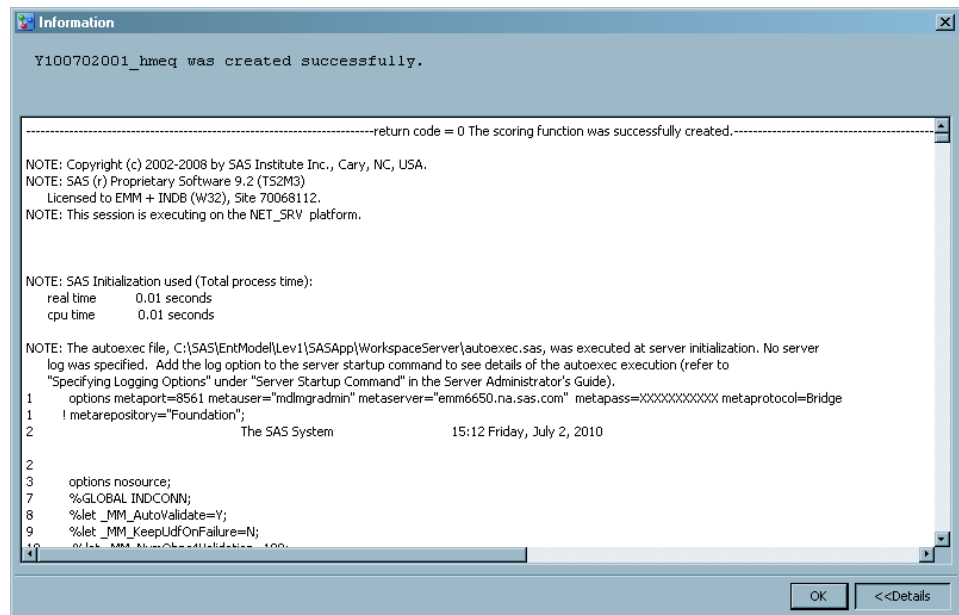 Information
Y100702001_hmeq was created successfully.
--------------------------------------------------------------------------return code = 0 The scoring function was successfully created.------------------------------------------
NOTE: Copyright (c) 2002-2008 by SAS Institute Inc., Cary, NC, USA.
NOTE: SAS (r) Proprietary Software 9.2 (TS2M3)
Licensed to EMM + INDB (W32), Site 70068112.
NOTE: This session is executing on the NET_SRV platform.
NOTE: SAS Initialization used (Total process time):
real time 0.01 seconds
cpu time 0.01 seconds
NOTE: The autoexec file, C:\SAS\EntModel\Lev1\SASApp\WorkspaceServer\autoexec.sas, was executed at server initialization. No server
log was specified. Add the log option to the server startup command to see details of the autoexec execution (refer to
"Specifying Logging Options" under "Server Startup Command" in the Server Administrator's Guide).
1 options metaport=8561 metauser="mdlmgradmin" metaserver="emm6650.na.sas.com" metapass=XXXXXXXXXXX metaprotocol=Bridge
1 ! metarepository="Foundation";
2 The SAS System 15:12 Friday, July 2, 2010
2
3 options nosource;
7 %GLOBAL INDCONN;
8 %let _MM_AutoValidate=Y;
9 %let _MM_KeepUdfOnFailure=N;
OK <<Details